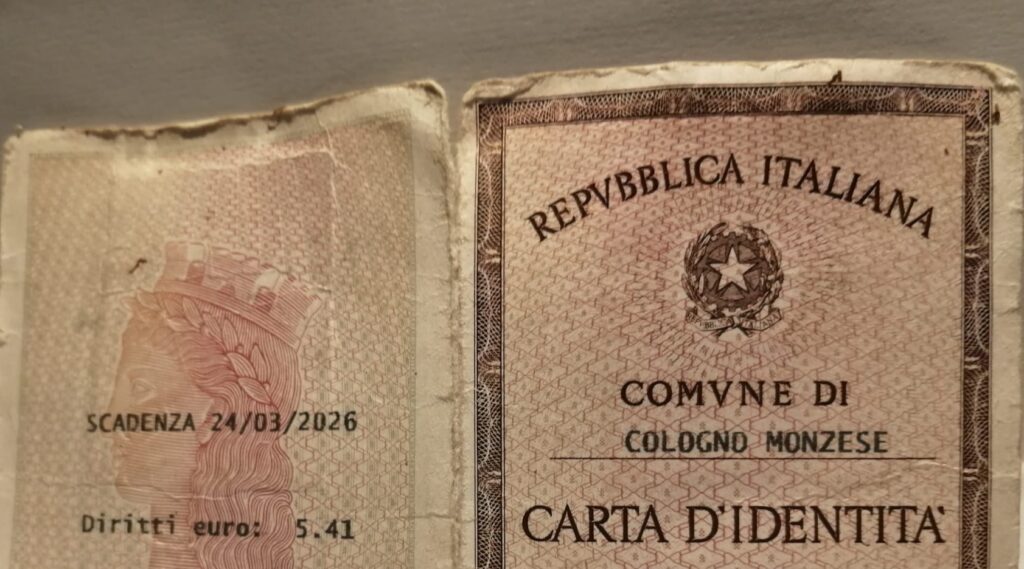 SCADENZA 24/03/2026
Diritti euro: 5.41
REPVBBLICA ITALIANA
COMVNE DI
COLOGNO MONZESE
CARTA D'IDENTITA'